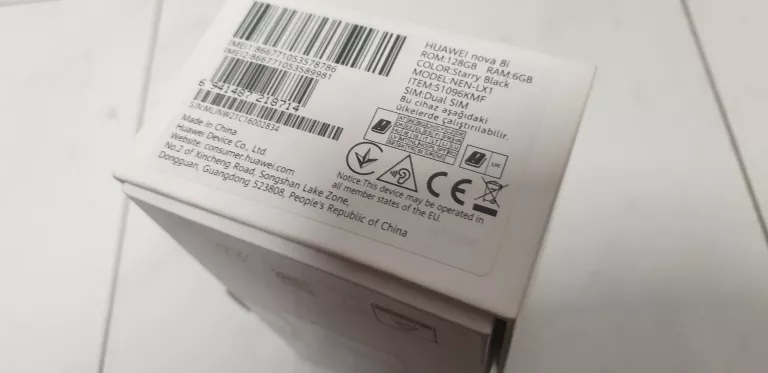 IMEI1:866771053578786
IMEI2:866771053589981
6 941487 218714
S/N:MLJNW21C16002834
Made in China
Huawei Device Co., Ltd.
Website: consumer.huawei.com
No.2 of Xincheng Road, Songshan Lake Zone,
Dongguan, Guangdong 523808, People's Republic of China
HUAWEI nova 8i
ROM:128GB RAM:6GB
COLOR:Starry Black
MODEL:NEN-LX1
ITEM:51096KMF
SIM:Dual SIM
Bu cihaz aşağıdaki
ülkelerde çalıştırılabilir.
UK
CE
Notice:This device may be operated in
all member states of the EU.